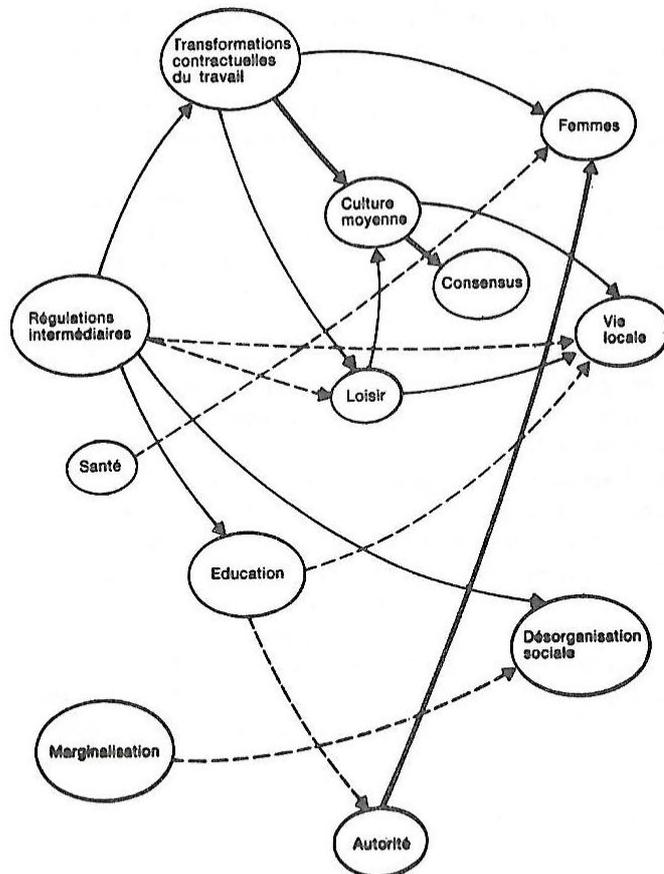 Transformations
contractuelles
du travail
Femmes
Culture
moyenne
Consensus
Régulations
intermédiaires
Vie
locale
Loisir
Santé
Education
Désorganisation
sociale
Marginalisation
Autorité